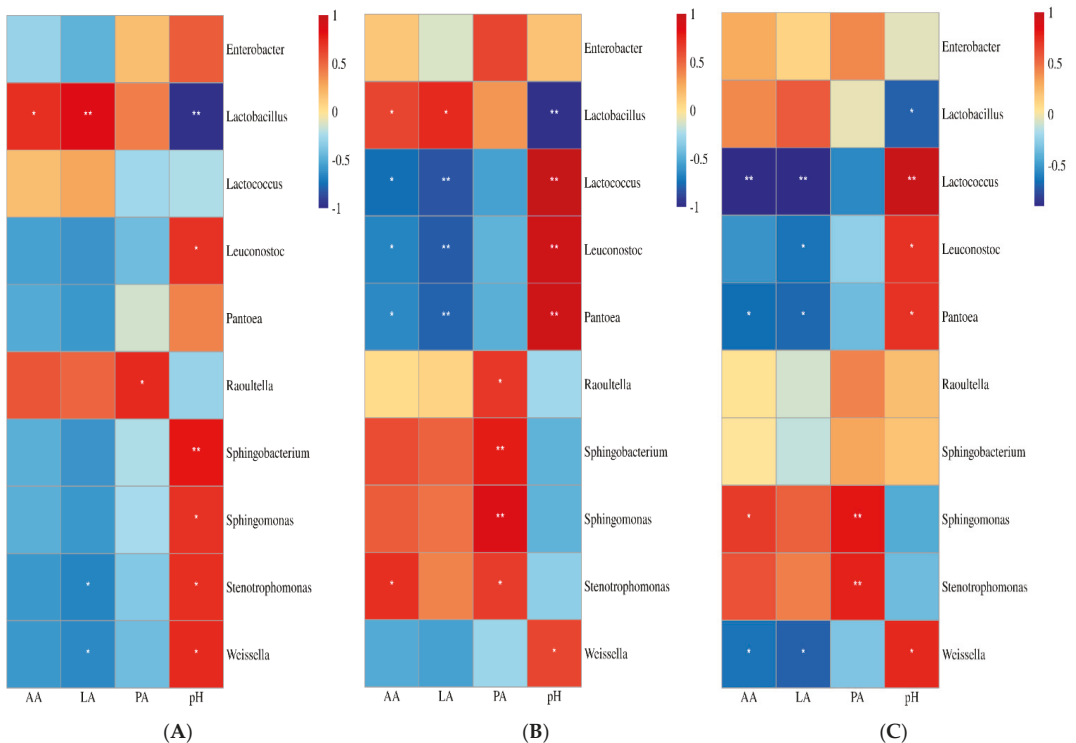 1
0.5
0
-0.5
-1
Enterobacter
* ** ** Lactobacillus
Lactococcus
* Leuconostoc
Pantoea
* Raoultella
** Sphingobacterium
* Sphingomonas
* * Stenotrophomonas
* * Weissella
AA LA PA pH
(A)
1
0.5
0
-0.5
-1
Enterobacter
* * ** Lactobacillus
* ** ** Lactococcus
* ** ** Leuconostoc
* ** ** Pantoea
* Raoultella
** Sphingobacterium
** Sphingomonas
* * Stenotrophomonas
* Weissella
AA LA PA pH
(B)
1
0.5
0
-0.5
Enterobacter
* Lactobacillus
** ** ** Lactococcus
* * Leuconostoc
* * * Pantoea
Raoultella
Sphingobacterium
* ** Sphingomonas
** Stenotrophomonas
* * * Weissella
AA LA PA pH
(C)